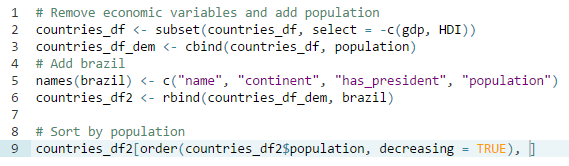 1 # Remove economic variables and add population
2 countries_df <- subset(countries_df, select = -c(gdp, HDI))
3 countries_df_dem <- cbind(countries_df, population)
4 # Add brazil
5 names(brazil) <- c("name", "continent", "has_president", "population")
6 countries_df2 <- rbind(countries_df_dem, brazil)
7
8 # Sort by population
9 countries_df2[order(countries_df2$population, decreasing = TRUE), ]